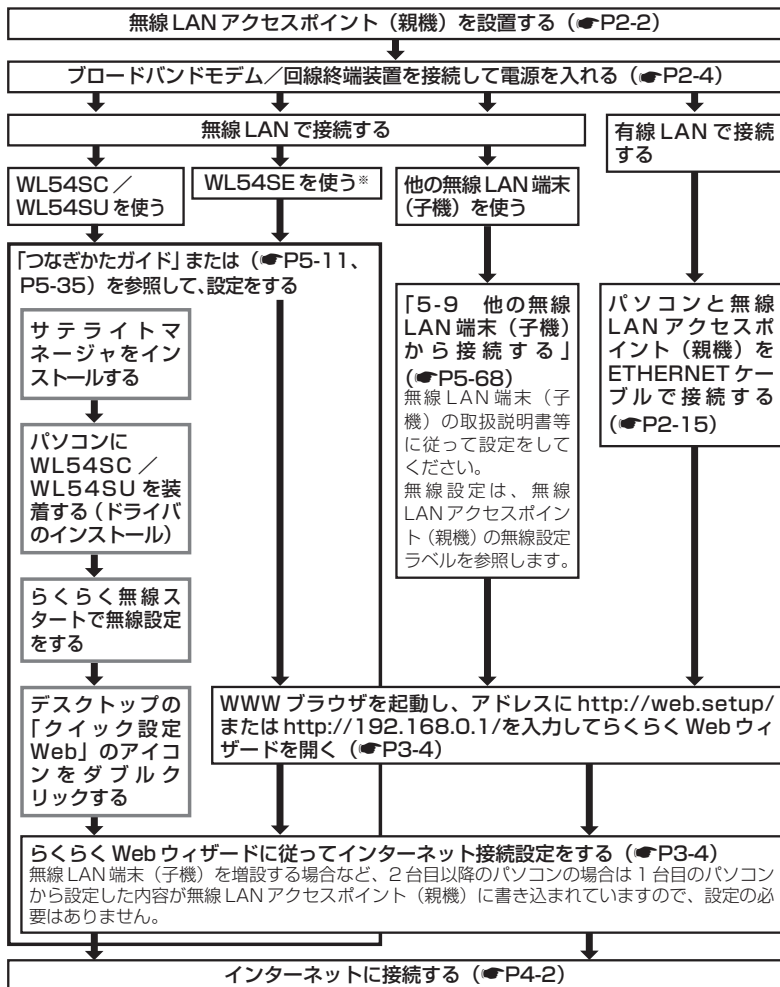 無線LANアクセスポイント（親機）を設置する（☛P2-2）
ブロードバンドモデム／回線終端装置を接続して電源を入れる（☛P2-4）
無線LANで接続する
有線LANで接続
する
WL54SC／
WL54SUを使う
WL54SEを使う※
他の無線LAN端末
（子機）を使う
「つなぎかたガイド」または（☛P5-11、
P5-35）を参照して、設定をする
サテライトマ
ネージャをイン
ストールする
パソコンに
WL54SC／
WL54SUを装
着する（ドライバ
のインストール）
らくらく無線ス
タートで無線設定
をする
デスクトップの
「クイック設定
Web」のアイコ
ンをダブルク
リックする
「5-9　他の無線
LAN端末（子機）
から接続する」
（☛P5-68）
無線LAN端末（子
機）の取扱説明書等
に従って設定をして
ください。
無線設定は、無線
LANアクセスポイン
ト（親機）の無線設定
ラベルを参照します。
パソコンと無線
LANアクセスポ
イント（親機）を
ETHERNETケー
ブルで接続する
（☛P2-15）
WWWブラウザを起動し、アドレスにhttp://web.setup/
またはhttp://192.168.0.1/を入力してらくらくWebウィ
ザードを開く（☛P3-4）
らくらくWebウィザードに従ってインターネット接続設定をする（☛P3-4）
無線LAN端末（子機）を増設する場合など、2台目以降のパソコンの場合は1台目のパソコン
から設定した内容が無線LANアクセスポイント（親機）に書き込まれていますので、設定の必
要はありません。
インターネットに接続する（☛P4-2）